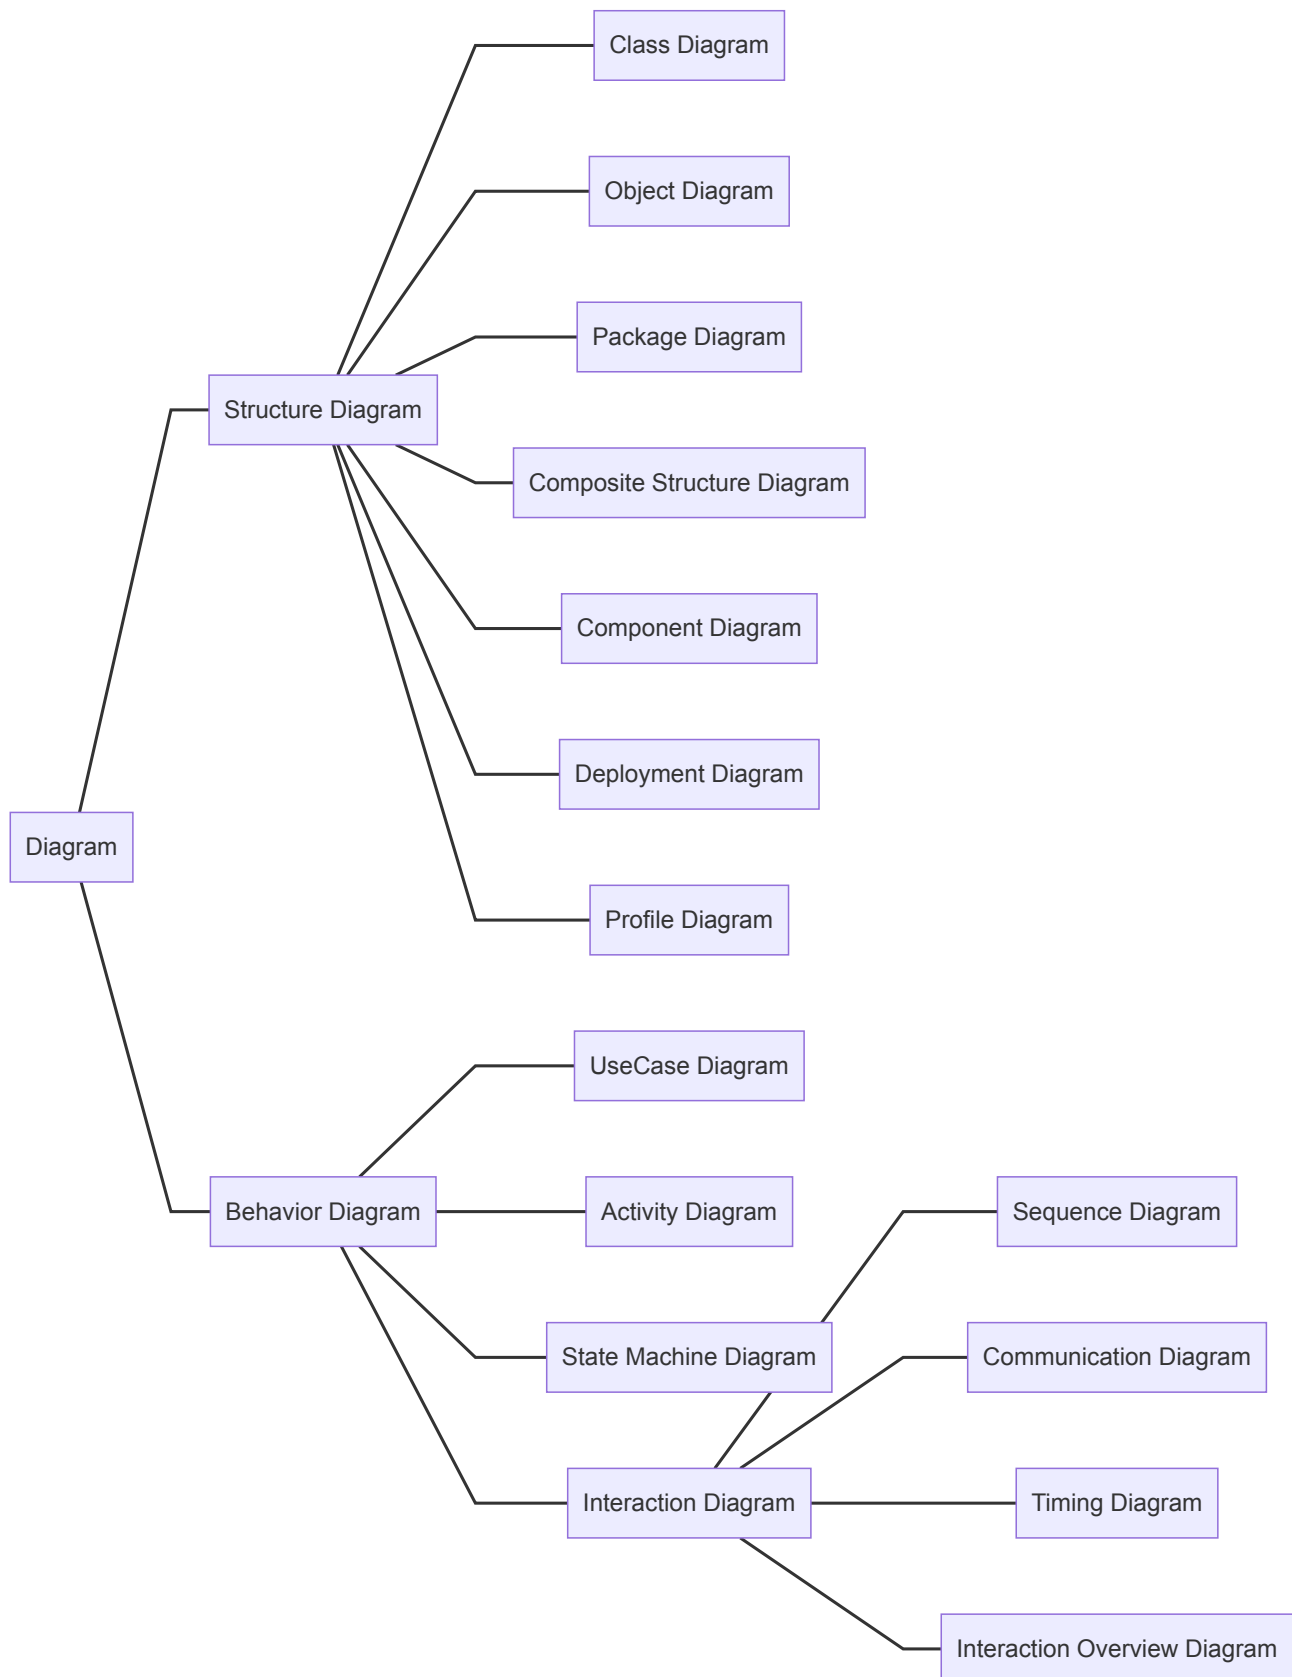 Class Diagram
Object Diagram
Package Diagram
Structure Diagram
Composite Structure Diagram
Component Diagram
Deployment Diagram
Diagram
Profile Diagram
UseCase Diagram
Behavior Diagram
Activity Diagram
Sequence Diagram
State Machine Diagram
Communication Diagram
Interaction Diagram
Timing Diagram
Interaction Overview Diagram